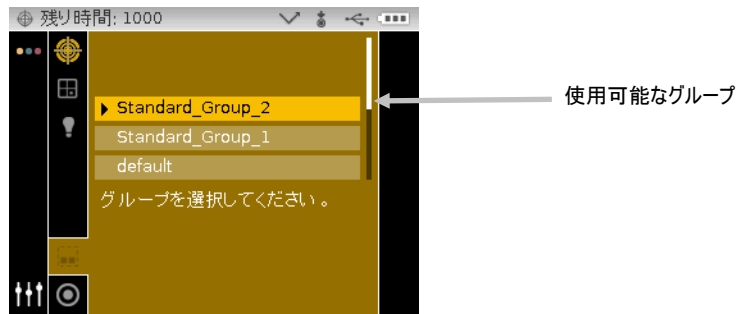 残り時間: 1000
Standard_Group_2
使用可能なグループ
Standard_Group_1
default
グループを選択してください。